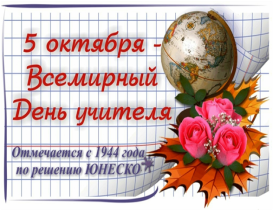 5 октября -
Всемирный
День учителя
Отмечается с 1944 года
по решению ЮНЕСКО*